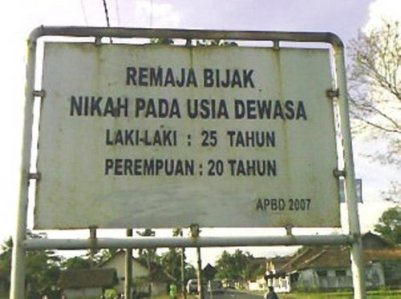 REMAJA BIJAK
NIKAH PADA USIA DEWASA
LAKI-LAKI : 25 TAHUN
PEREMPUAN : 20 TAHUN
APBD 2007